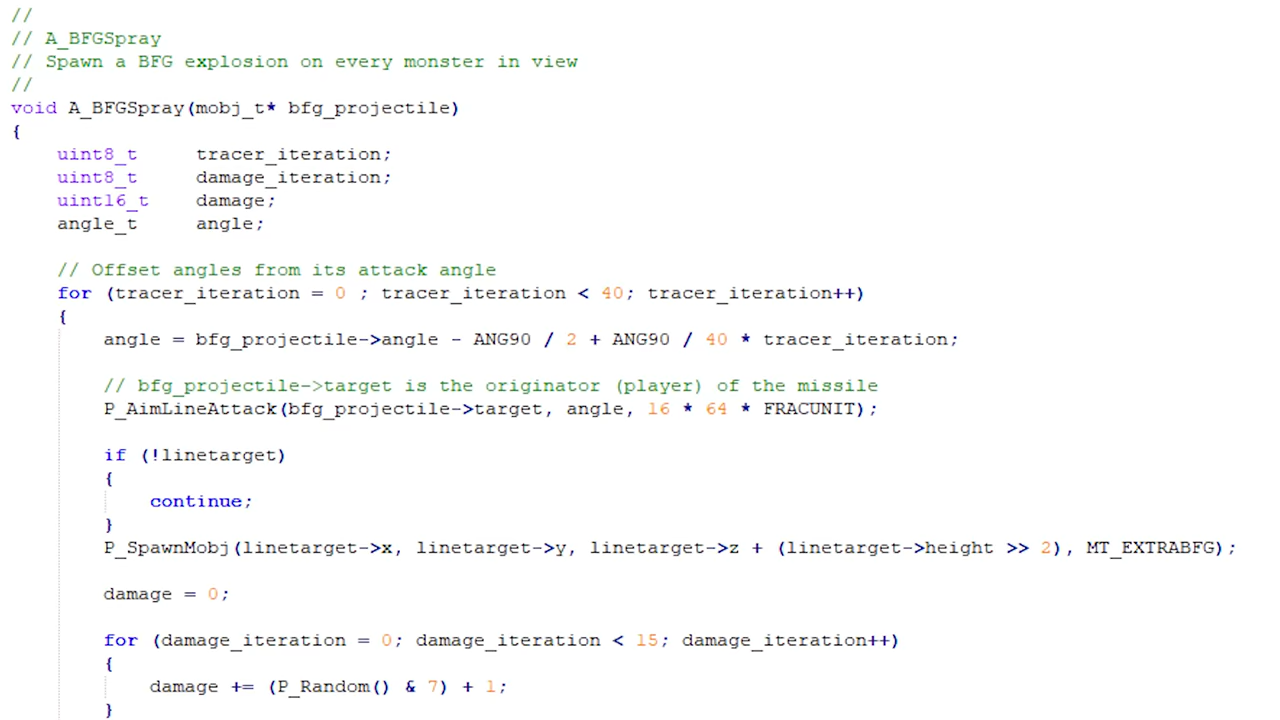 //
// A_BFGSpray
// Spawn a BFG explosion on every monster in view
//
void A_BFGSpray(mobj_t* bfg_projectile)
{
    uint8_t     tracer_iteration;
    uint8_t     damage_iteration;
    uint16_t    damage;
    angle_t     angle;

    // Offset angles from its attack angle
    for (tracer_iteration = 0 ; tracer_iteration < 40; tracer_iteration++)
    {
        angle = bfg_projectile->angle - ANG90 / 2 + ANG90 / 40 * tracer_iteration;

        // bfg_projectile->target is the originator (player) of the missile
        P_AimLineAttack(bfg_projectile->target, angle, 16 * 64 * FRACUNIT);

        if (!linetarget)
        {
            continue;
        }
        P_SpawnMobj(linetarget->x, linetarget->y, linetarget->z + (linetarget->height >> 2), MT_EXTRABFG);

        damage = 0;

        for (damage_iteration = 0; damage_iteration < 15; damage_iteration++)
        {
            damage += (P_Random() & 7) + 1;
        }